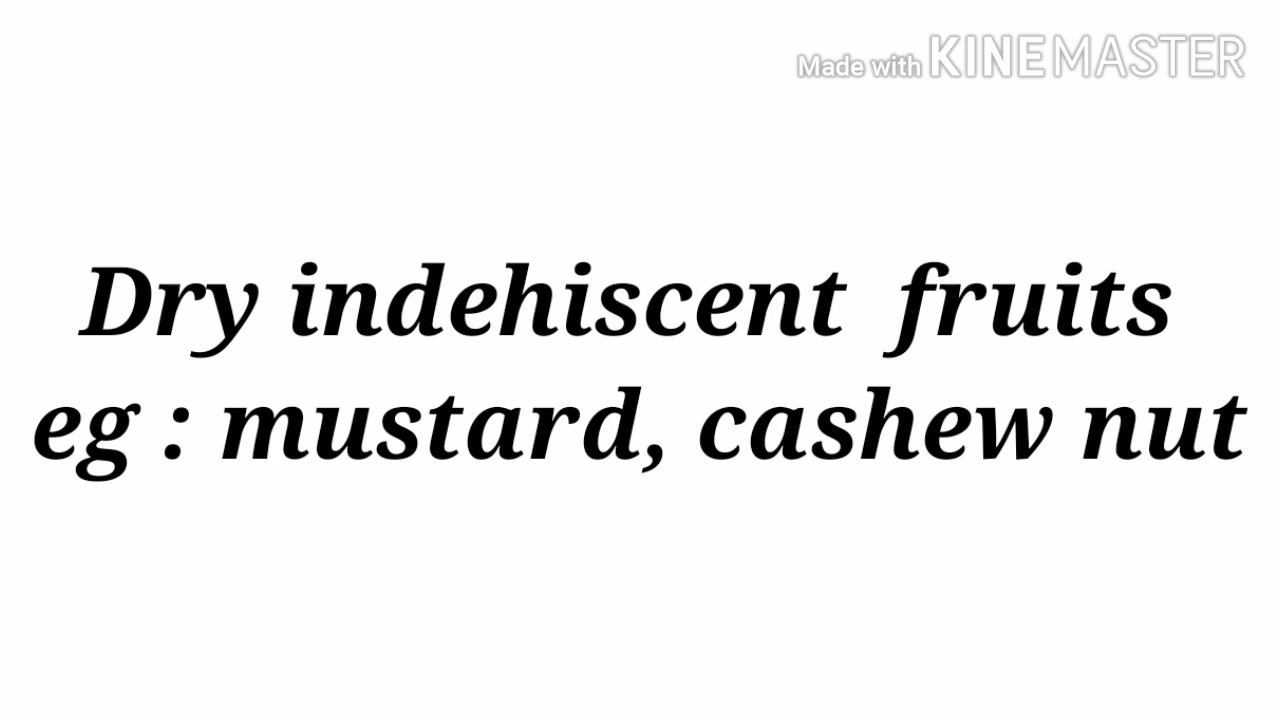 Made with KINEMASTER
Dry indehiscent fruits
eg : mustard, cashew nut